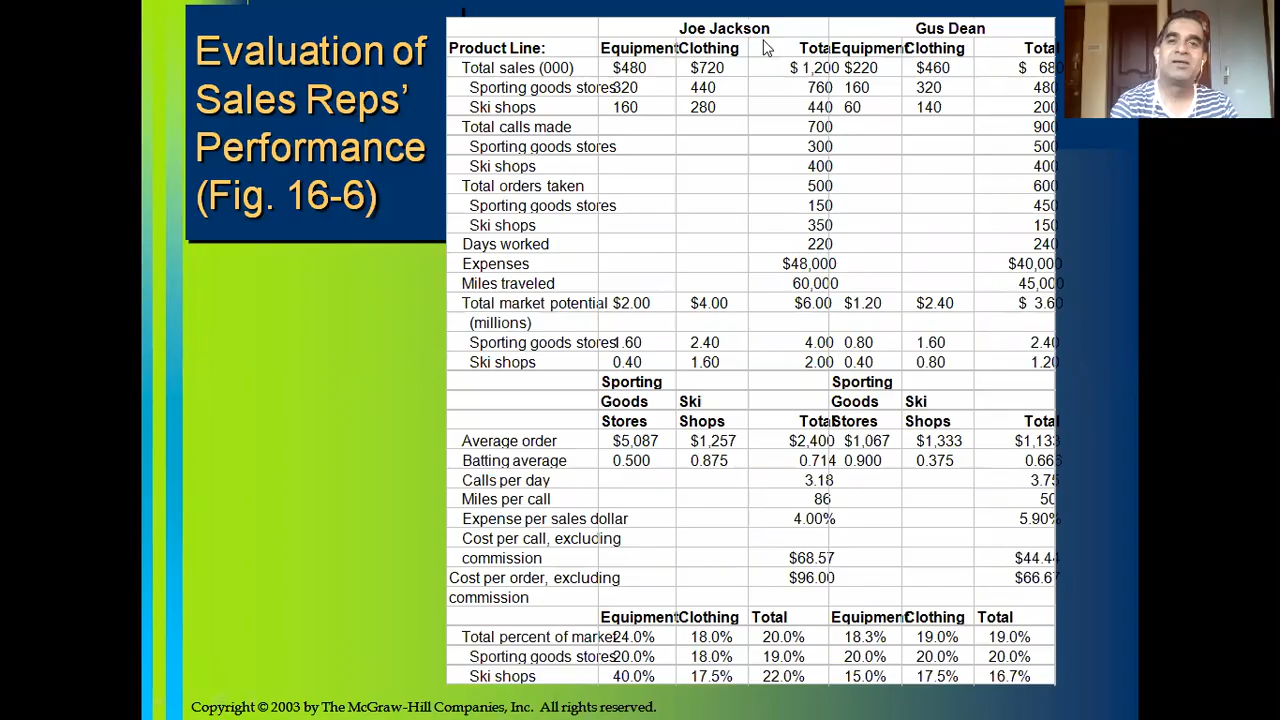 Evaluation of
Sales Reps'
Performance
(Fig. 16-6)
Joe Jackson Gus Dean
Product Line: Equipment Clothing Total Equipment Clothing Total
Total sales (000) $480 $720 $ 1,200 $220 $460 $ 680
Sporting goods stores 320 440 760 160 320 480
Ski shops 160 280 440 60 140 200
Total calls made 700 900
Sporting goods stores 300 500
Ski shops 400 400
Total orders taken 500 600
Sporting goods stores 150 450
Ski shops 350 150
Days worked 220 240
Expenses $48,000 $40,000
Miles traveled 60,000 45,000
Total market potential $2.00 $4.00 $6.00 $1.20 $2.40 $ 3.60
(millions)
Sporting goods stores 1.60 2.40 4.00 0.80 1.60 2.40
Ski shops 0.40 1.60 2.00 0.40 0.80 1.20
Sporting Sporting
Goods Ski Goods Ski
Stores Shops Total Stores Shops Total
Average order $5,087 $1,257 $2,400 $1,067 $1,333 $1,133
Batting average 0.500 0.875 0.714 0.900 0.375 0.666
Calls per day 3.18 3.75
Miles per call 86 50
Expense per sales dollar 4.00% 5.90%
Cost per call, excluding
commission $68.57 $44.44
Cost per order, excluding $96.00 $66.67
commission
Equipment Clothing Total Equipment Clothing Total
Total percent of market 24.0% 18.0% 20.0% 18.3% 19.0% 19.0%
Sporting goods stores 20.0% 18.0% 19.0% 20.0% 20.0% 20.0%
Ski shops 40.0% 17.5% 22.0% 15.0% 17.5% 16.7%
Copyright © 2003 by The McGraw-Hill Companies, Inc. All rights reserved.